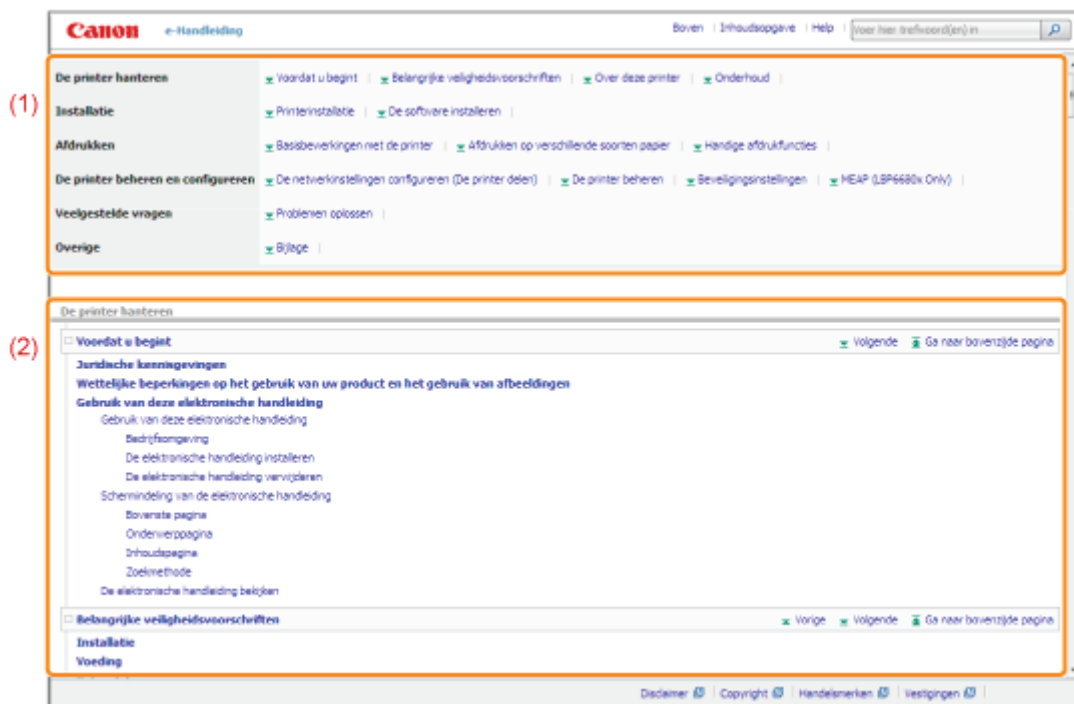 Canon e-Handleiding Boven Inhoudsopgave Help Voer hier trefwoord(en) in
(1)
De printer hanteren Voordat u begint Belangrijke veiligheidsvoorschriften Over deze printer Onderhoud
Installatie Printerinstallatie De software installeren
Afdrukken Basisbewerkingen met de printer Afdrukken op verschillende soorten papier Handige afdrukfuncties
De printer beheren en configureren De netwerkinstellingen configureren (De printer delen) De printer beheren Beveiligingsinstellingen MEAP (LBP6680x Only)
Veelgestelde vragen Problemen oplossen
Overige Bijlage
De printer hanteren
(2)
Voordat u begint Volgende Ga naar bovenzijde pagina
Juridische kennisgevingen
Wettelijke beperkingen op het gebruik van uw product en het gebruik van afbeeldingen
Gebruik van deze elektronische handleiding
Gebruik van deze elektronische handleiding
Bedrijfsomgeving
De elektronische handleiding installeren
De elektronische handleiding verwijderen
Schermindeling van de elektronische handleiding
Bovenste pagina
Onderwerppagina
Inhoudspagina
Zoekmethode
De elektronische handleiding bekijken
Belangrijke veiligheidsvoorschriften Vorige Volgende Ga naar bovenzijde pagina
Installatie
Voeding
Disclaimer Copyright Handelsmerken Vestigingen